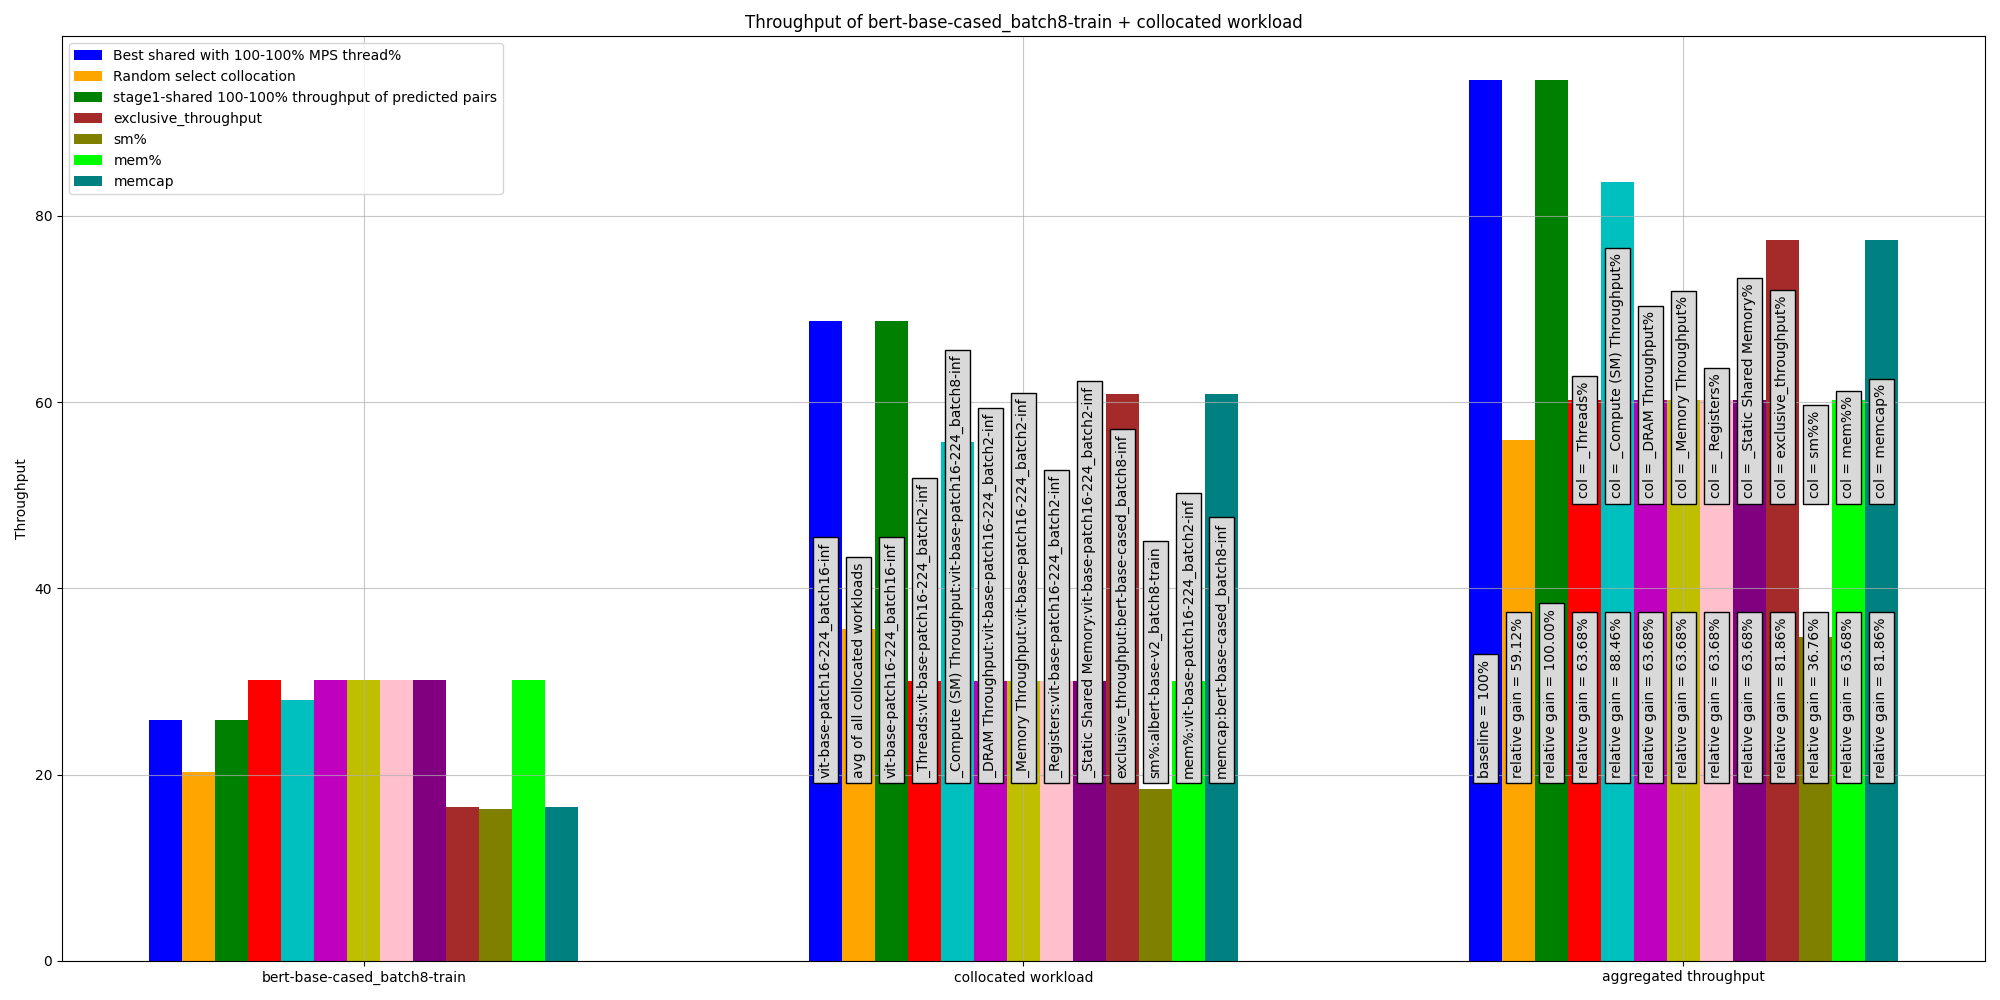 Throughput of bert-base-cased_batch8-train + collocated workload
Best shared with 100-100% MPS thread%
Random select collocation
stage1-shared 100-100% throughput of predicted pairs
exclusive_throughput
sm%
mem%
memcap
Throughput
80
60
40
20
0
vit-base-patch16-224_batch16-inf
avg of all collocated workloads
vit-base-patch16-224_batch16-inf
_Threads:vit-base-patch16-224_batch2-inf
_Compute (SM) Throughput:vit-base-patch16-224_batch8-inf
_DRAM Throughput:vit-base-patch16-224_batch2-inf
_Memory Throughput:vit-base-patch16-224_batch2-inf
_Registers:vit-base-patch16-224_batch2-inf
_Static Shared Memory:vit-base-patch16-224_batch2-inf
exclusive_throughput:bert-base-cased_batch8-inf
sm%:albert-base-v2_batch8-train
mem%:vit-base-patch16-224_batch2-inf
memcap:bert-base-cased_batch8-inf
col = _Threads%
col = _Compute (SM) Throughput%
col = _DRAM Throughput%
col = _Memory Throughput%
col = _Registers%
col = _Static Shared Memory%
col = exclusive_throughput%
col = sm%%
col = mem%%
col = memcap%
baseline = 100%
relative gain = 59.12%
relative gain = 100.00%
relative gain = 63.68%
relative gain = 88.46%
relative gain = 63.68%
relative gain = 63.68%
relative gain = 63.68%
relative gain = 63.68%
relative gain = 81.86%
relative gain = 36.76%
relative gain = 63.68%
relative gain = 81.86%
bert-base-cased_batch8-train
collocated workload
aggregated throughput